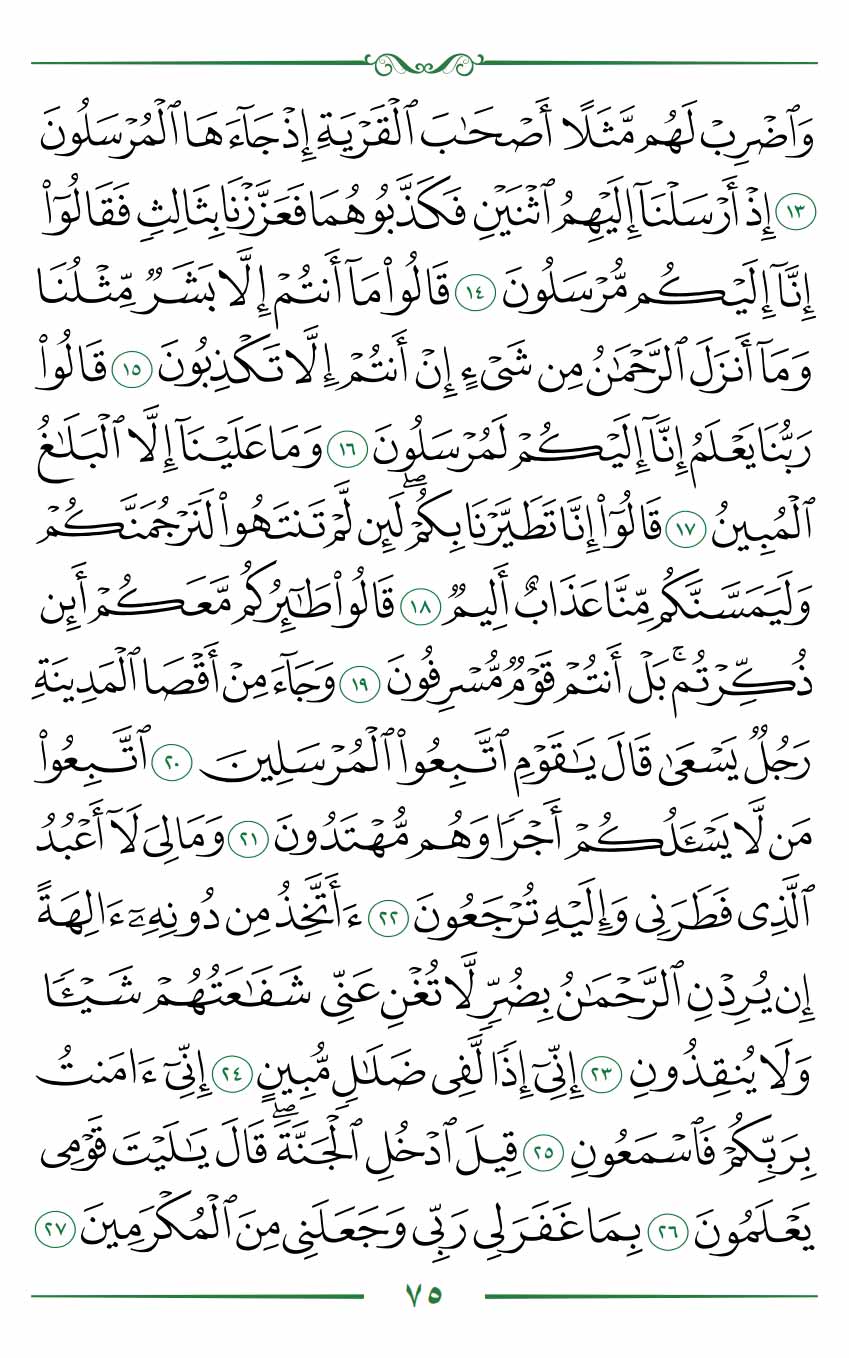 وَٱضۡرِبۡ لَهُم مَّثَلًا أَصۡحَٰبَ ٱلۡقَرۡيَةِ إِذۡ جَآءَهَا ٱلۡمُرۡسَلُونَ
١٣ إِذۡ أَرۡسَلۡنَآ إِلَيۡهِمُ ٱثۡنَيۡنِ فَكَذَّبُوهُمَا فَعَزَّزۡنَا بِثَالِثٖ فَقَالُوٓاْ
إِنَّآ إِلَيۡكُم مُّرۡسَلُونَ ١٤ قَالُواْ مَآ أَنتُمۡ إِلَّا بَشَرٞ مِّثۡلُنَا
وَمَآ أَنزَلَ ٱلرَّحۡمَٰنُ مِن شَيۡءٍ إِنۡ أَنتُمۡ إِلَّا تَكۡذِبُونَ ١٥ قَالُواْ
رَبُّنَا يَعۡلَمُ إِنَّآ إِلَيۡكُمۡ لَمُرۡسَلُونَ ١٦ وَمَا عَلَيۡنَآ إِلَّا ٱلۡبَلَٰغُ
ٱلۡمُبِينُ ١٧ قَالُوٓاْ إِنَّا تَطَيَّرۡنَا بِكُمۡۖ لَئِن لَّمۡ تَنتَهُواْ لَنَرۡجُمَنَّكُمۡ
وَلَيَمَسَّنَّكُم مِّنَّا عَذَابٌ أَلِيمٞ ١٨ قَالُواْ طَٰٓئِرُكُم مَّعَكُمۡ أَئِن
ذُكِّرۡتُمۚ بَلۡ أَنتُمۡ قَوۡمٞ مُّسۡرِفُونَ ١٩ وَجَآءَ مِنۡ أَقۡصَا ٱلۡمَدِينَةِ
رَجُلٞ يَسۡعَىٰ قَالَ يَٰقَوۡمِ ٱتَّبِعُواْ ٱلۡمُرۡسَلِينَ ٢٠ ٱتَّبِعُواْ
مَن لَّا يَسۡـَٔلُكُمۡ أَجۡرٗا وَهُم مُّهۡتَدُونَ ٢١ وَمَالِيَ لَآ أَعۡبُدُ
ٱلَّذِي فَطَرَنِي وَإِلَيۡهِ تُرۡجَعُونَ ٢٢ ءَأَتَّخِذُ مِن دُونِهِۦٓ ءَالِهَةً
إِن يُرِدۡنِ ٱلرَّحۡمَٰنُ بِضُرّٖ لَّا تُغۡنِ عَنِّي شَفَٰعَتُهُمۡ شَيۡـٔٗا
وَلَا يُنقِذُونِ ٢٣ إِنِّيٓ إِذٗا لَّفِي ضَلَٰلٖ مُّبِينٍ ٢٤ إِنِّيٓ ءَامَنتُ
بِرَبِّكُمۡ فَٱسۡمَعُونِ ٢٥ قِيلَ ٱدۡخُلِ ٱلۡجَنَّةَۖ قَالَ يَٰلَيۡتَ قَوۡمِي
يَعۡلَمُونَ ٢٦ بِمَا غَفَرَ لِي رَبِّي وَجَعَلَنِي مِنَ ٱلۡمُكۡرَمِينَ ٢٧
٧٥